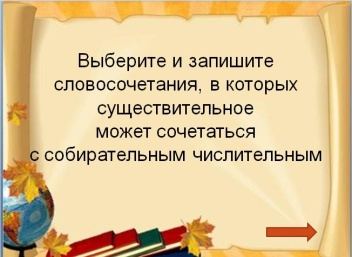 Выберите и запишите
словосочетания, в которых
существительное
может сочетаться
с собирательным числительным